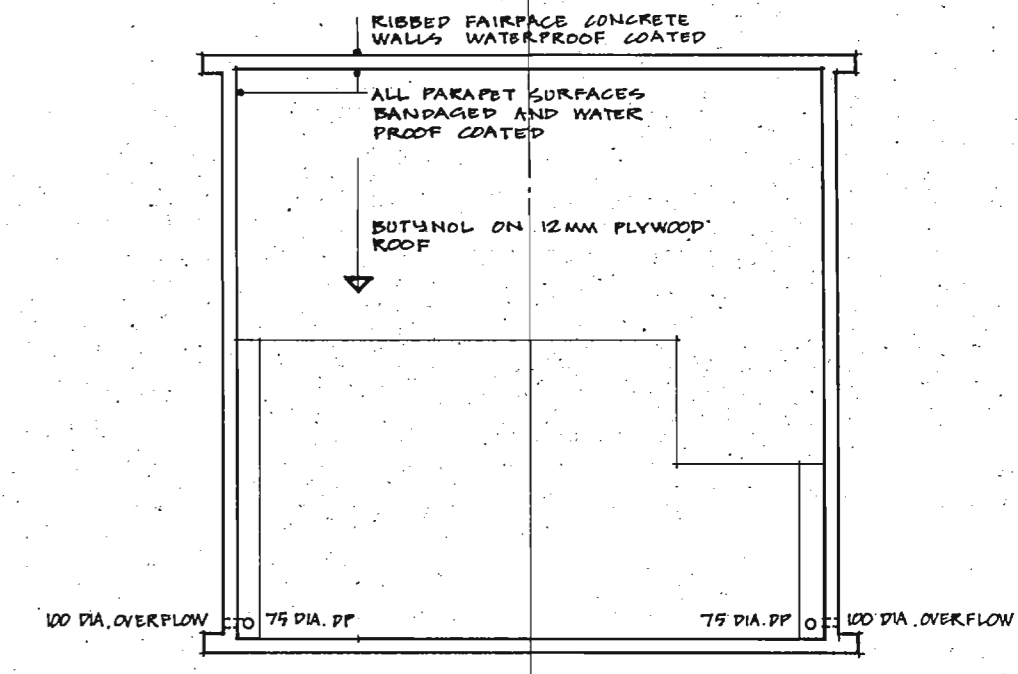 RIBBED FAIRFACE CONCRETE
WALLS WATERPROOF COATED
ALL PARAPET SURFACES
BANDAGED AND WATER
PROOF COATED
BUTYNOL ON 12MM PLYWOOD
ROOF
100 DIA. OVERFLOW
75 DIA. DP
75 DIA. DP
100 DIA. OVERFLOW